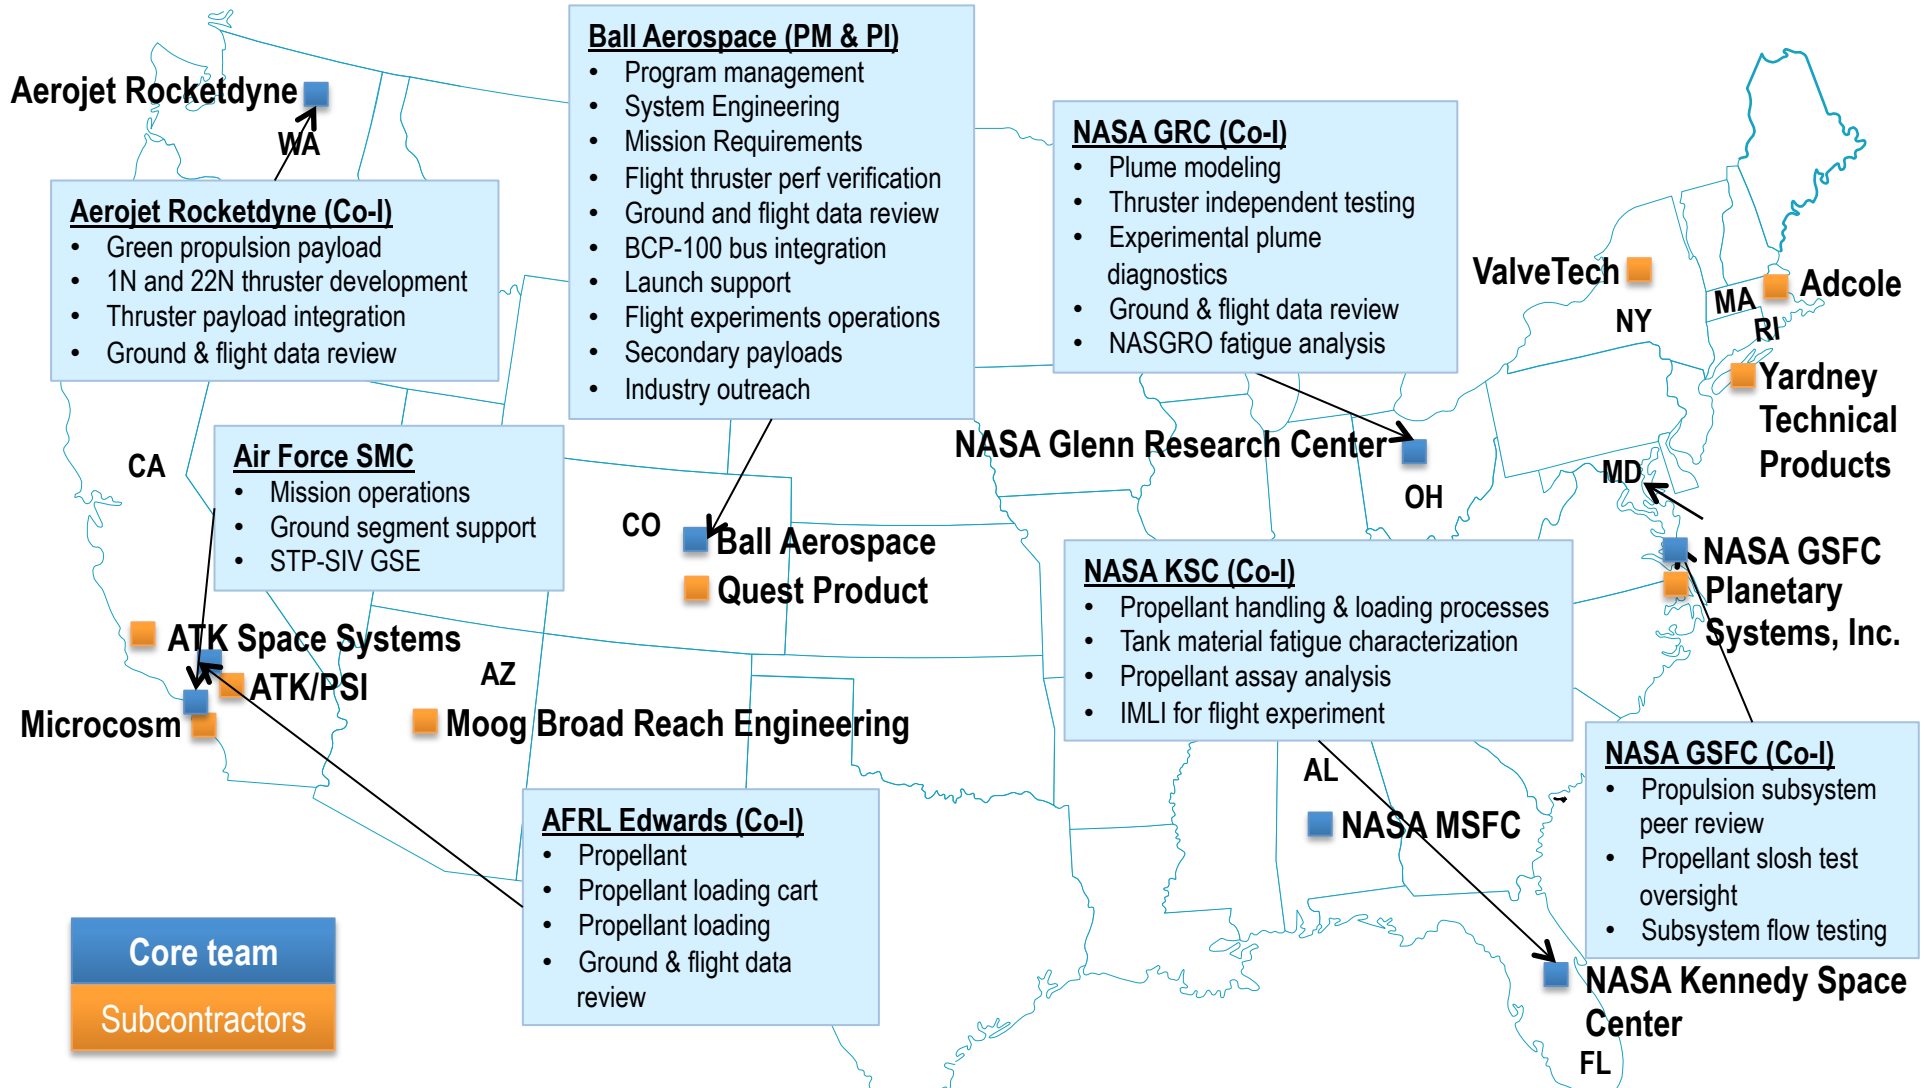 Aerojet Rocketdyne
WA
Aerojet Rocketdyne (Co-I)
• Green propulsion payload
• 1N and 22N thruster development
• Thruster payload integration
• Ground & flight data review
Ball Aerospace (PM & PI)
• Program management
• System Engineering
• Mission Requirements
• Flight thruster perf verification
• Ground and flight data review
• BCP-100 bus integration
• Launch support
• Flight experiments operations
• Secondary payloads
• Industry outreach
NASA GRC (Co-I)
• Plume modeling
• Thruster independent testing
• Experimental plume
diagnostics
• Ground & flight data review
• NASGRO fatigue analysis
ValveTech
NY
MA
Adcole
RI
Yardney
Technical
Products
CA
Air Force SMC
• Mission operations
• Ground segment support
• STP-SIV GSE
CO
Ball Aerospace
Quest Product
NASA Glenn Research Center
OH
MD
NASA GSFC
Planetary
Systems, Inc.
NASA KSC (Co-I)
• Propellant handling & loading processes
• Tank material fatigue characterization
• Propellant assay analysis
• IMLI for flight experiment
ATK Space Systems
ATK/PSI
Microcosm
AZ
Moog Broad Reach Engineering
AL
NASA MSFC
NASA GSFC (Co-I)
• Propulsion subsystem
peer review
• Propellant slosh test
oversight
• Subsystem flow testing
AFRL Edwards (Co-I)
• Propellant
• Propellant loading cart
• Propellant loading
• Ground & flight data
review
NASA Kennedy Space
Center
FL
Core team
Subcontractors